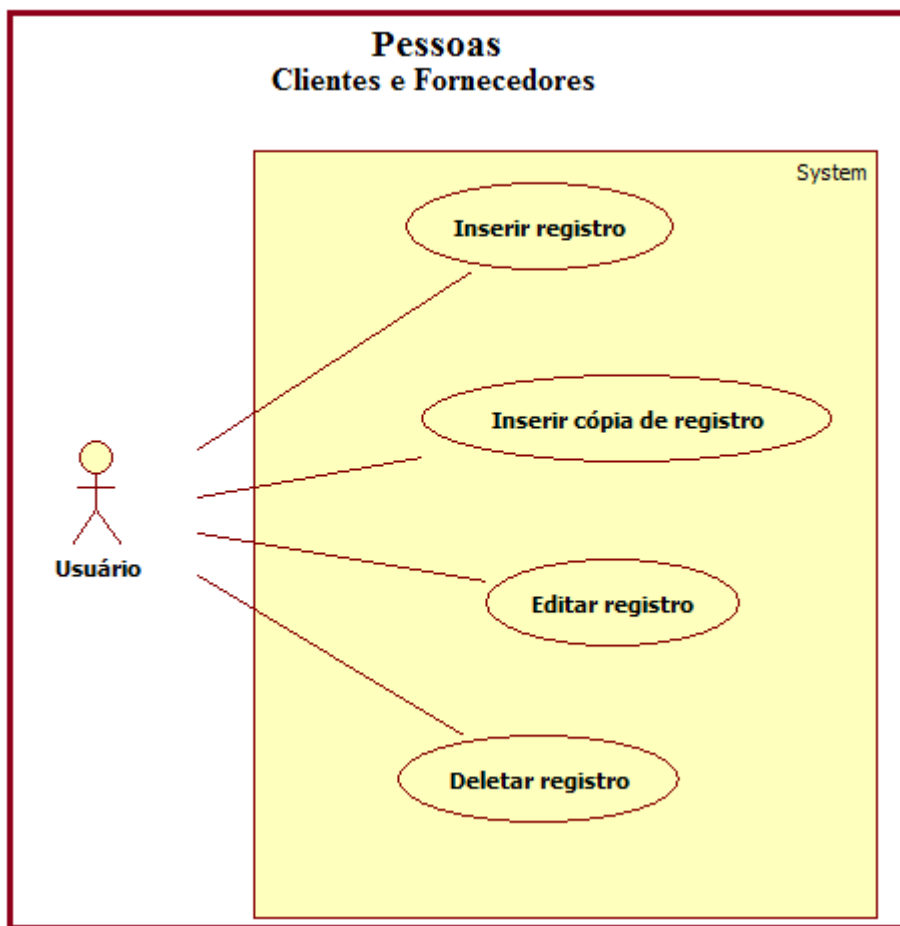 Pessoas
Clientes e Fornecedores
System
Inserir registro
Inserir cópia de registro
Usuário
Editar registro
Deletar registro